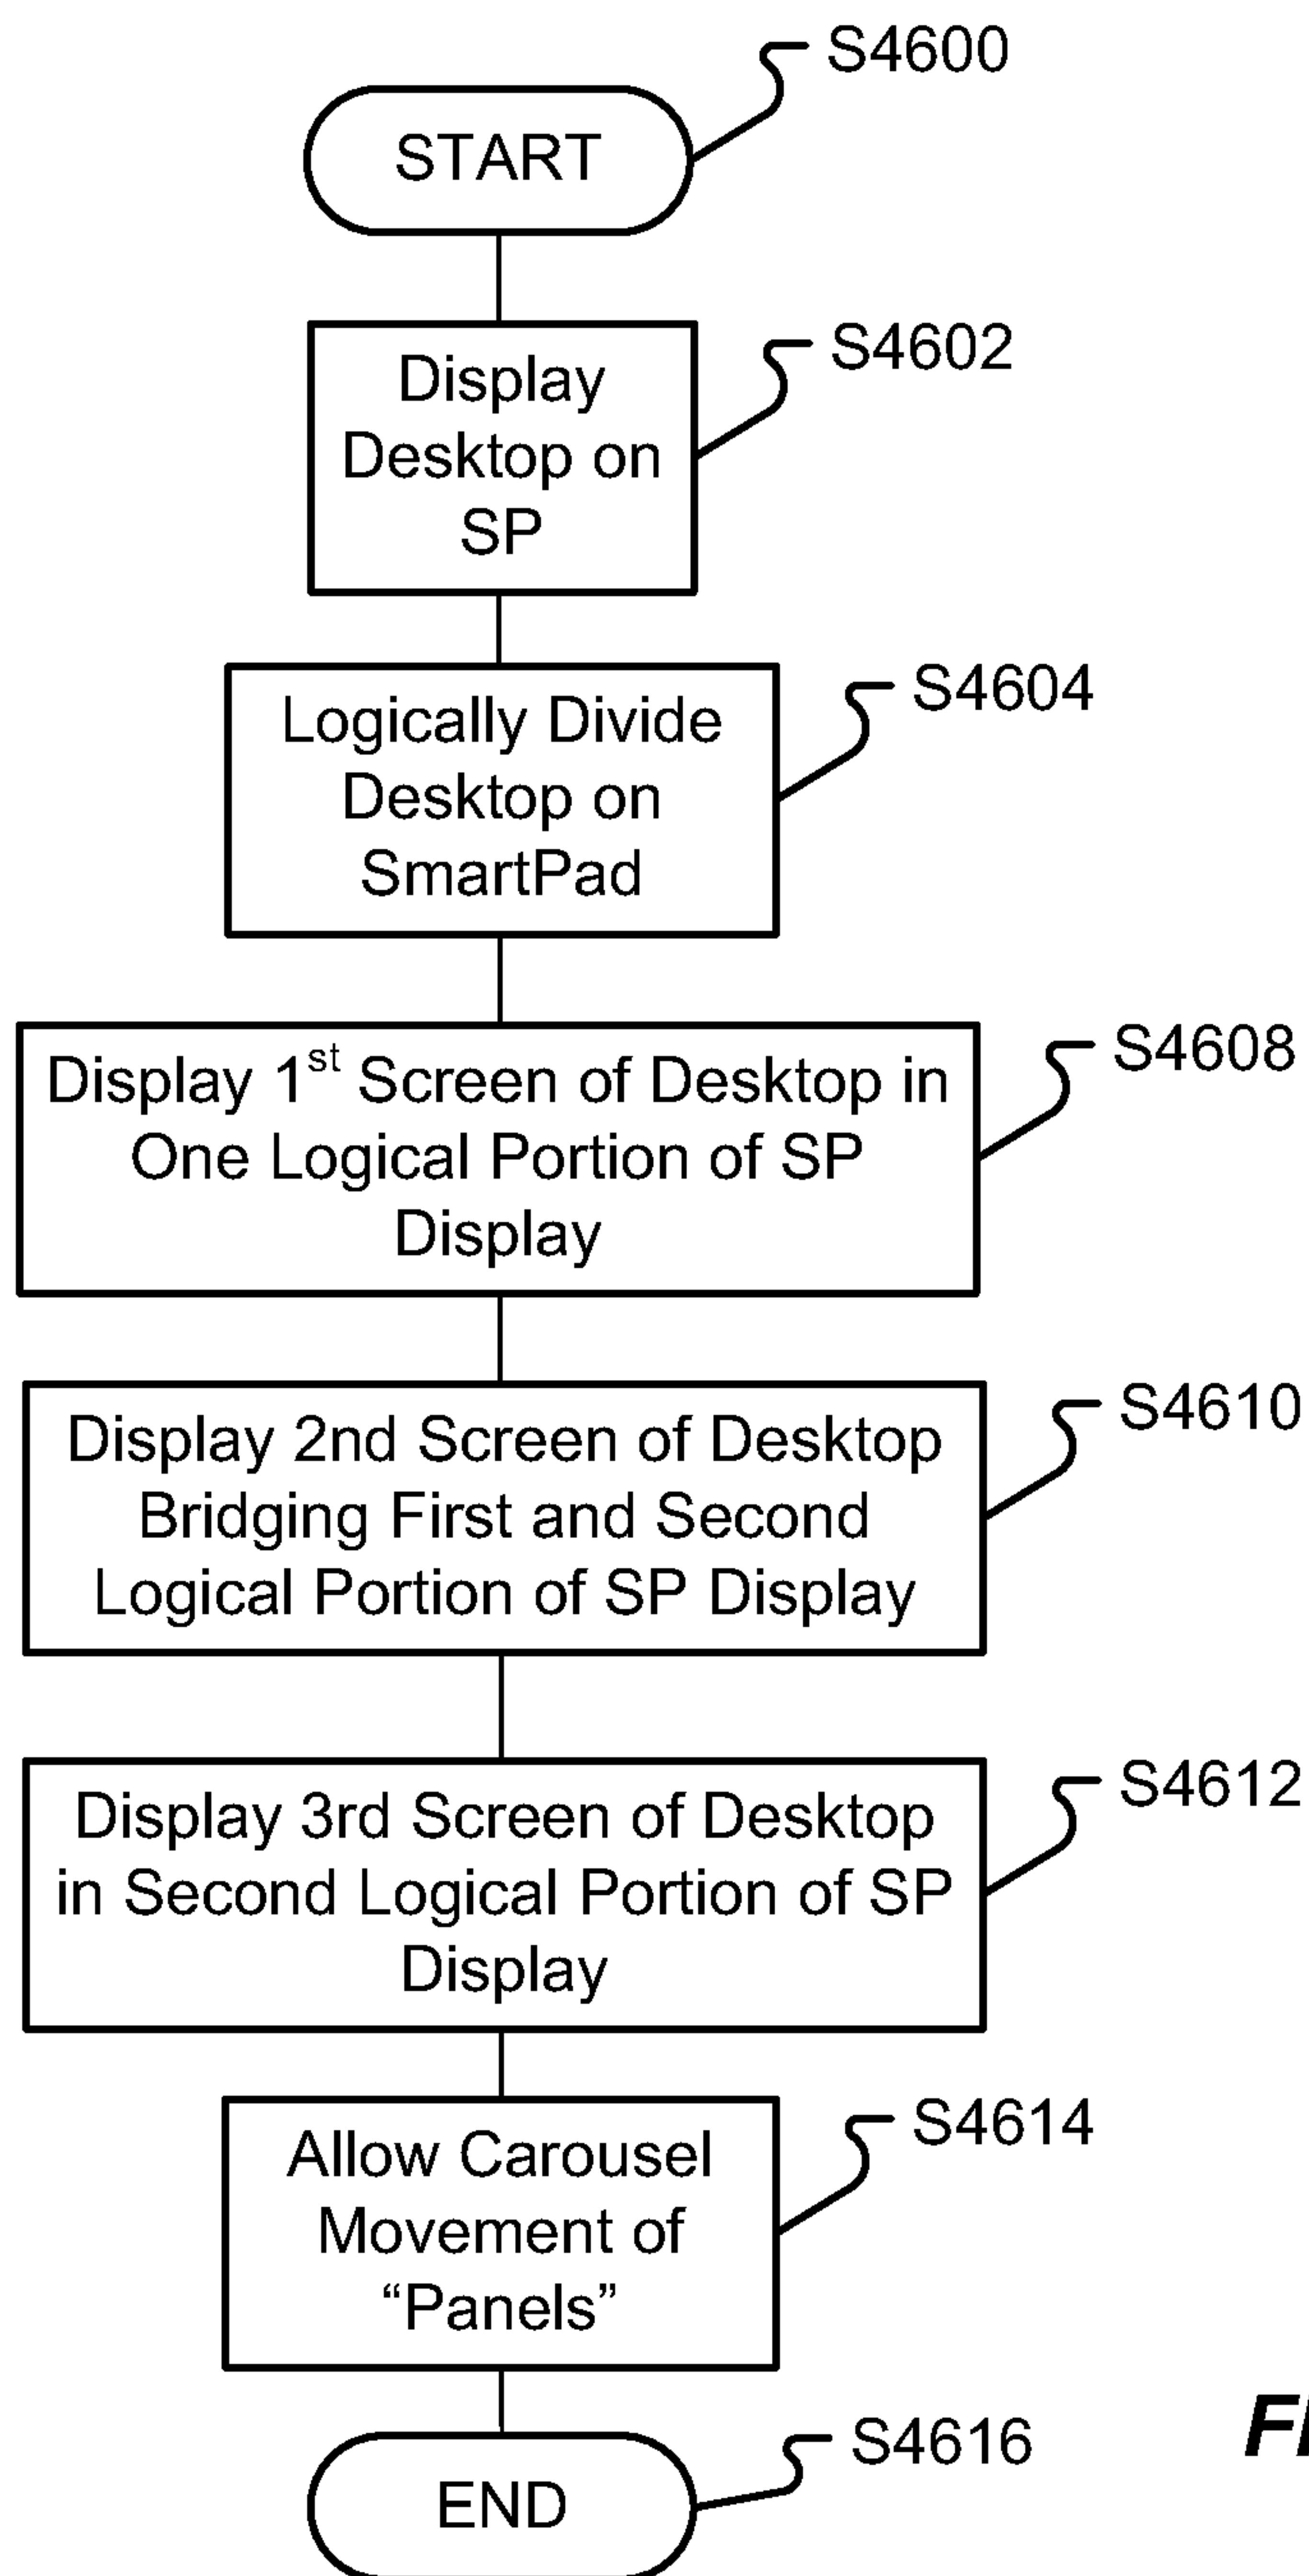 S4600
START
S4602
Display
Desktop on
SP
S4604
Logically Divide
Desktop on
SmartPad
S4608
Display 1st Screen of Desktop in
One Logical Portion of SP
Display
S4610
Display 2nd Screen of Desktop
Bridging First and Second
Logical Portion of SP Display
S4612
Display 3rd Screen of Desktop
in Second Logical Portion of SP
Display
S4614
Allow Carousel
Movement of
“Panels”
S4616
END